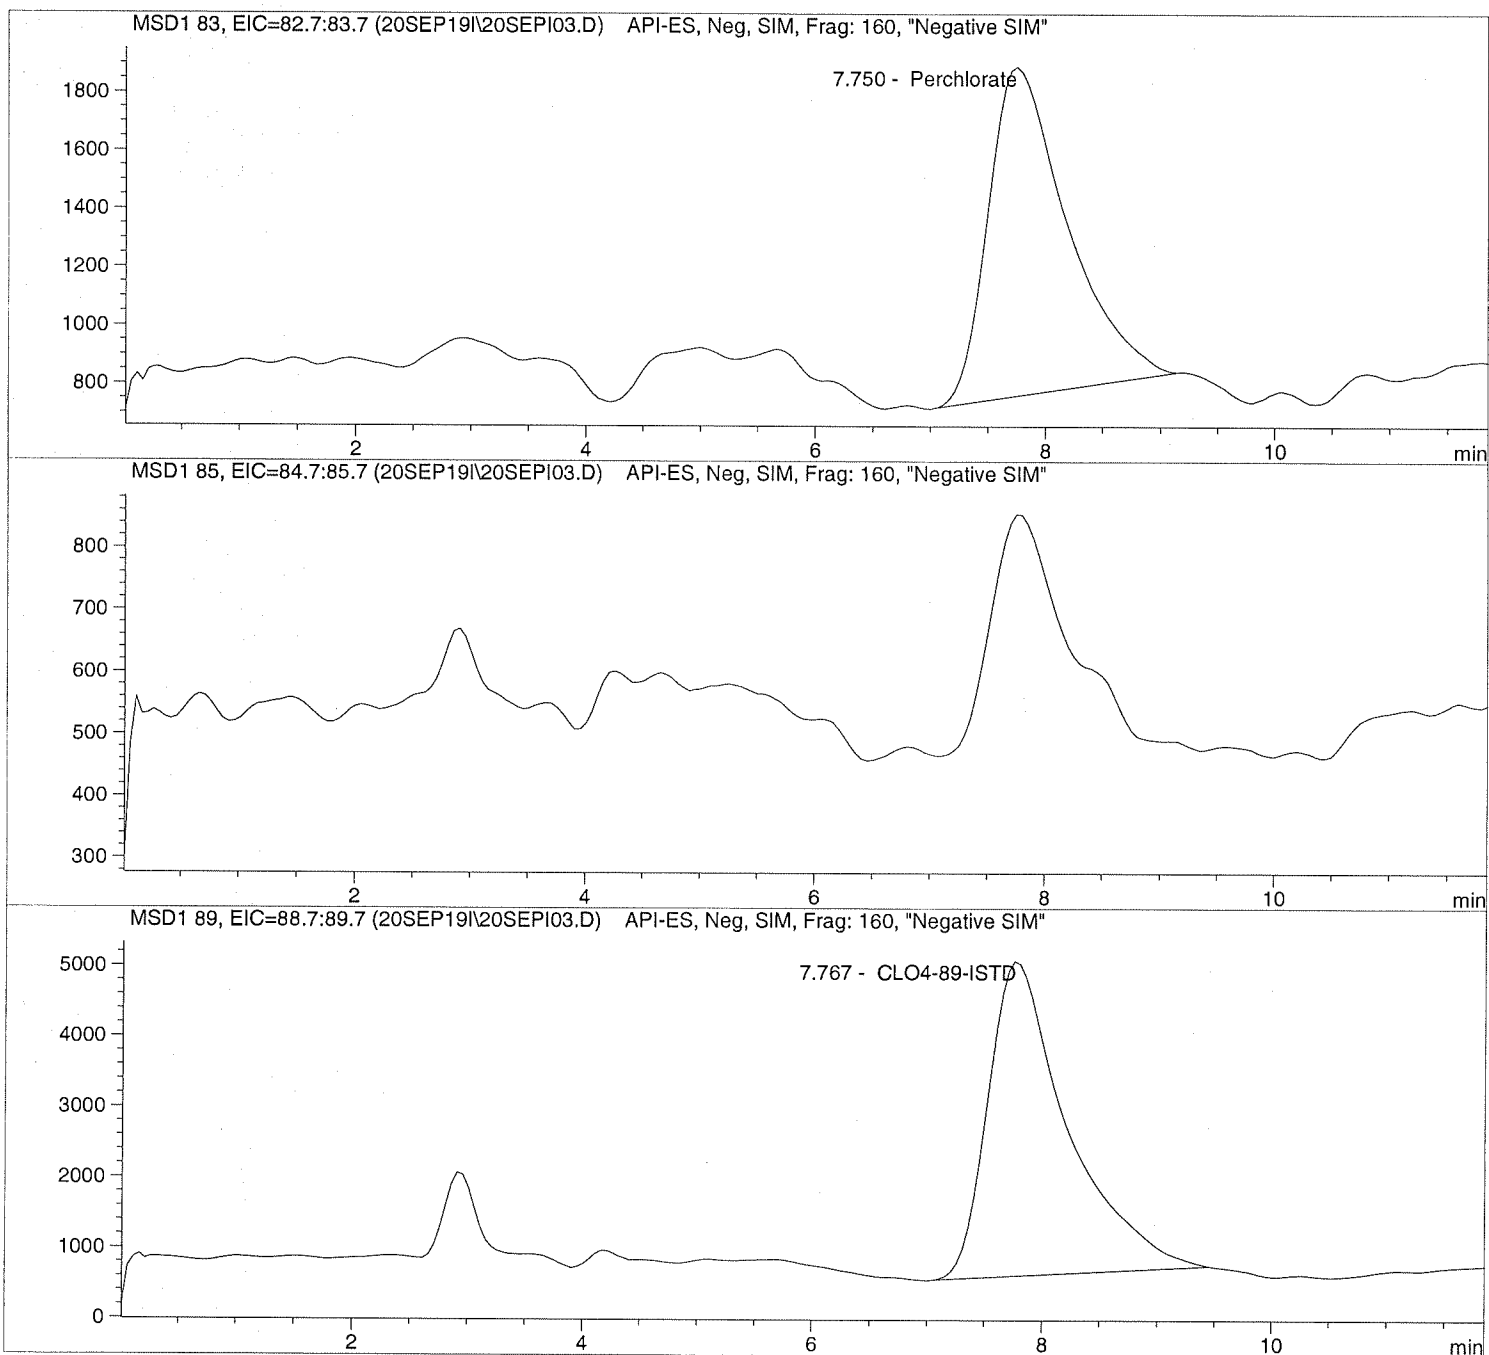 MSD1 83, EIC=82.7:83.7 (20SEP19I\20SEPI03.D) API-ES, Neg, SIM, Frag: 160, "Negative SIM"
7.750 - Perchlorate
1800
1600
1400
1200
1000
800
2 4 6 8 10 min
MSD1 85, EIC=84.7:85.7 (20SEP19I\20SEPI03.D) API-ES, Neg, SIM, Frag: 160, "Negative SIM"
800
700
600
500
400
300
2 4 6 8 10 min
MSD1 89, EIC=88.7:89.7 (20SEP19I\20SEPI03.D) API-ES, Neg, SIM, Frag: 160, "Negative SIM"
7.767 - CLO4-89-ISTD
5000
4000
3000
2000
1000
0
2 4 6 8 10 min